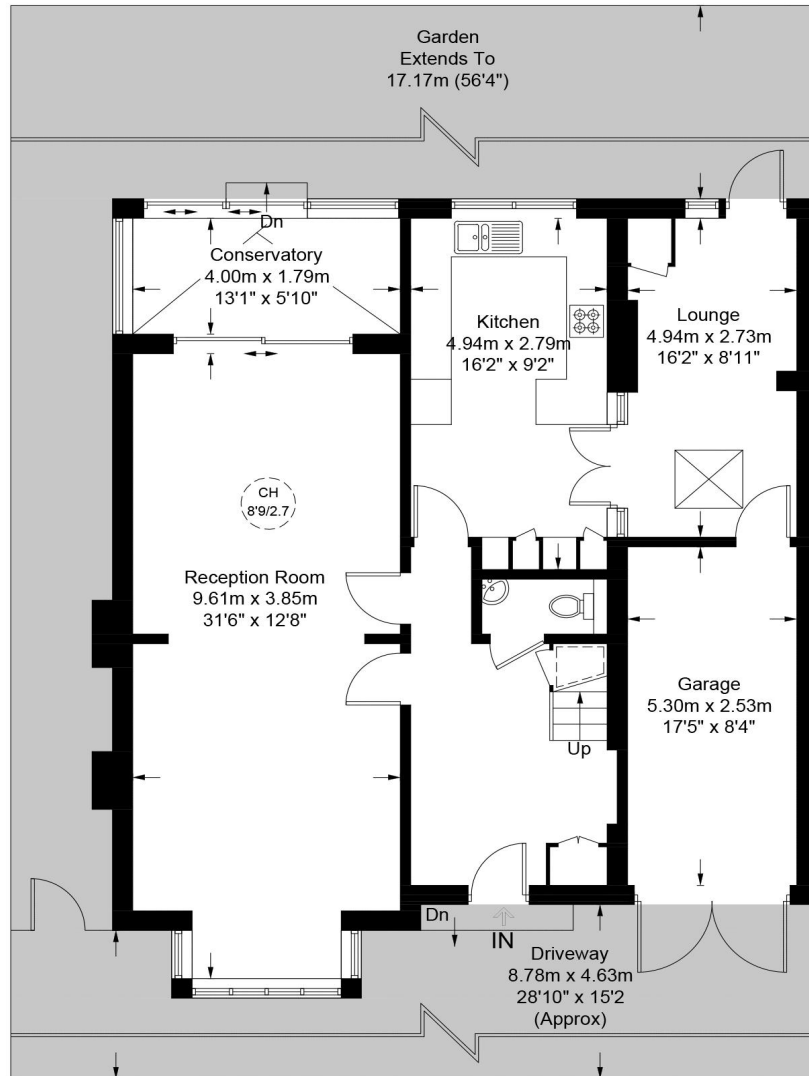 Garden
Extends To
17.17m (56'4")
Dn
Conservatory
4.00m x 1.79m
13'1" x 5'10"
Kitchen
4.94m x 2.79m
16'2" x 9'2"
Lounge
4.94m x 2.73m
16'2" x 8'11"
CH
8'9/2.7
Reception Room
9.61m x 3.85m
31'6" x 12'8"
Garage
5.30m x 2.53m
17'5" x 8'4"
Up
Dn
IN
Driveway
8.78m x 4.63m
28'10" x 15'2
(Approx)